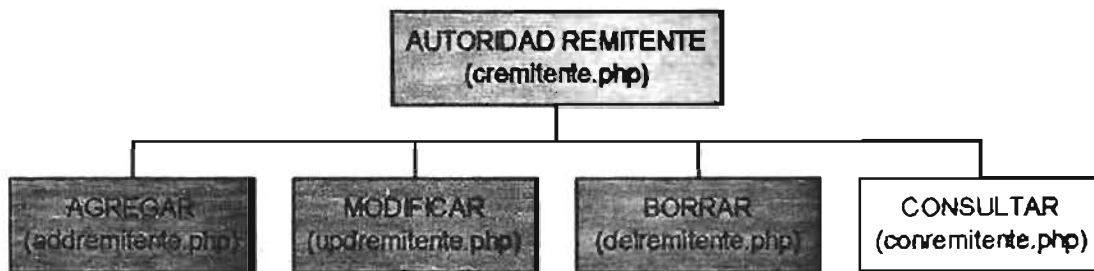 AUTORIDAD REMITENTE
(cremitente.php)
AGREGAR
(addremitente.php)
MODIFICAR
(updremitente.php)
BORRAR
(delremitente.php)
CONSULTAR
(conremitente.php)